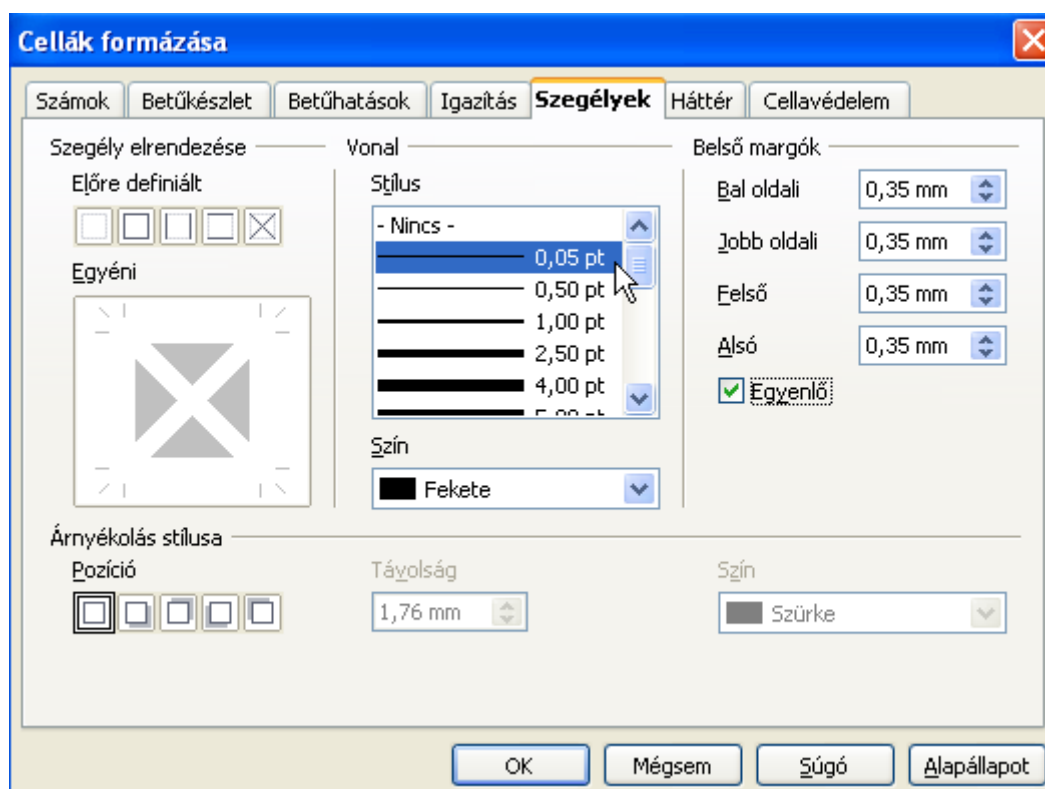 Cellák formázása
Számok Betűkészlet Betűhatások Igazítás Szegélyek Háttér Cellavédelem
Szegély elrendezése
Előre definiált
Egyéni
Vonal
Stílus
- Nincs -
0,05 pt
0,50 pt
1,00 pt
2,50 pt
4,00 pt
Szín
Fekete
Belső margók
Bal oldali 0,35 mm
Jobb oldali 0,35 mm
Felső 0,35 mm
Alsó 0,35 mm
Egyenlő
Árnyékolás stílusa
Pozíció
Távolság
1,76 mm
Szín
Szürke
OK Mégsem Súgó Alapállapot